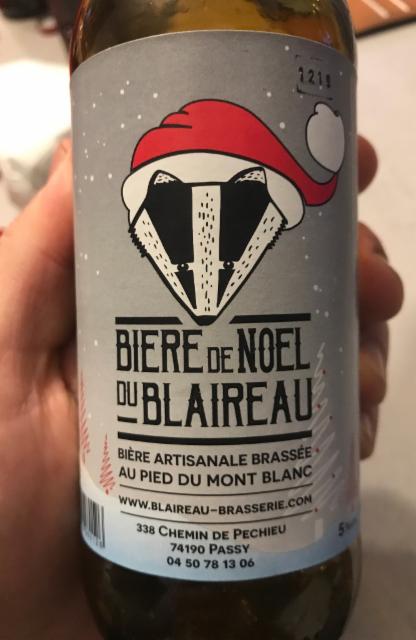 BIERE DE NOEL
DU BLAIREAU
BIÈRE ARTISANALE BRASSÉE
AU PIED DU MONT BLANC
WWW.BLAIREAU-BRASSERIE.COM
338 CHEMIN DE PECHIEU
74190 PASSY
04 50 78 13 06